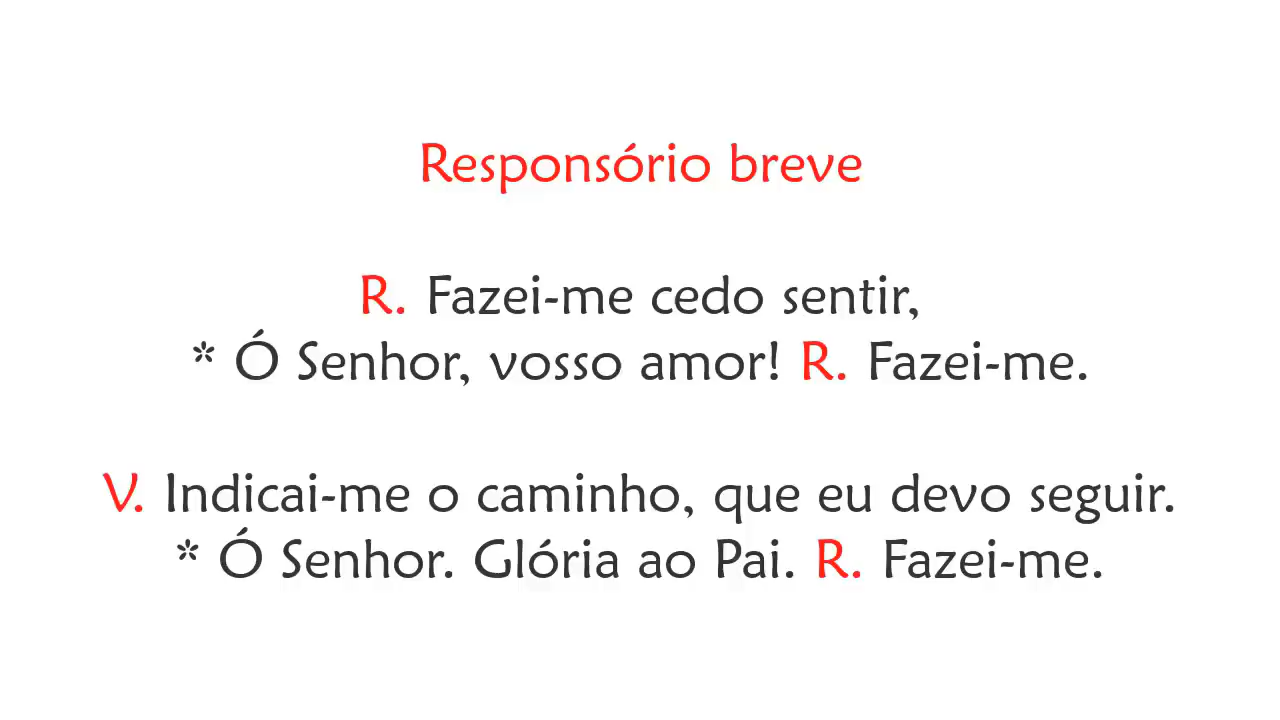 Responsório breve
R. Fazei-me cedo sentir,
* Ó Senhor, vosso amor! R. Fazei-me.
V. Indicai-me o caminho, que eu devo seguir.
* Ó Senhor. Glória ao Pai. R. Fazei-me.